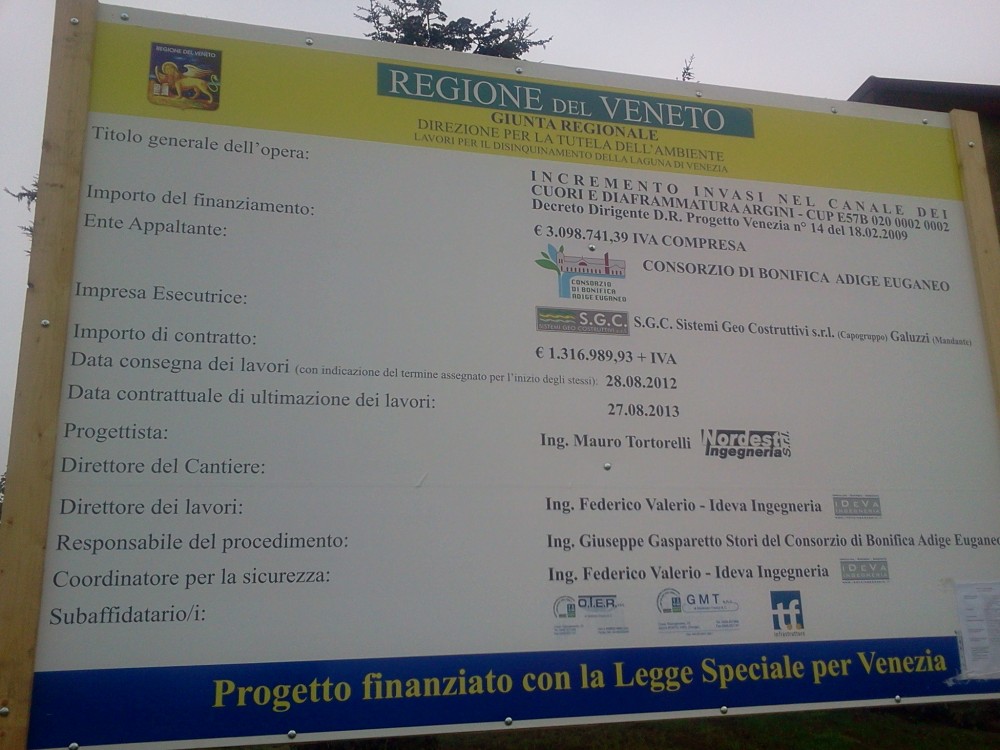 REGIONE DEL VENETO
REGIONE DEL VENETO
GIUNTA REGIONALE
DIREZIONE PER LA TUTELA DELL'AMBIENTE
LAVORI PER IL DISINQUINAMENTO DELLA LAGUNA DI VENEZIA
Titolo generale dell'opera:
INCREMENTO INVASI NEL CANALE DEI
CUORI E DIAFRAMMATURA ARGINI - CUP E57B 020 0002 0002
Decreto Dirigente D.R. Progetto Venezia n° 14 del 18.02.2009
Importo del finanziamento:
€ 3.098.741,39 IVA COMPRESA
Ente Appaltante:
CONSORZIO
DI BONIFICA
ADIGE EUGANEO
CONSORZIO DI BONIFICA ADIGE EUGANEO
Impresa Esecutrice:
S.G.C.
SISTEMI GEO COSTRUTTIVI
S.G.C. Sistemi Geo Costruttivi s.r.l. (Capogruppo) Galuzzi (Mandante)
Importo di contratto:
€ 1.316.989,93 + IVA
Data consegna dei lavori (con indicazione del termine assegnato per l'inizio degli stessi): 28.08.2012
Data contrattuale di ultimazione dei lavori: 27.08.2013
Progettista: Ing. Mauro Tortorelli
Nordest
Ingegneria
S.r.l.
Direttore del Cantiere:
Direttore dei lavori: Ing. Federico Valerio - Ideva Ingegneria
IDEVA
INGEGNERIA
Responsabile del procedimento: Ing. Giuseppe Gasparetto Stori del Consorzio di Bonifica Adige Euganeo
Coordinatore per la sicurezza: Ing. Federico Valerio - Ideva Ingegneria
IDEVA
INGEGNERIA
Subaffidatario/i:
O.T.E.R.
GMT
tf
infrastrutture
Progetto finanziato con la Legge Speciale per Venezia